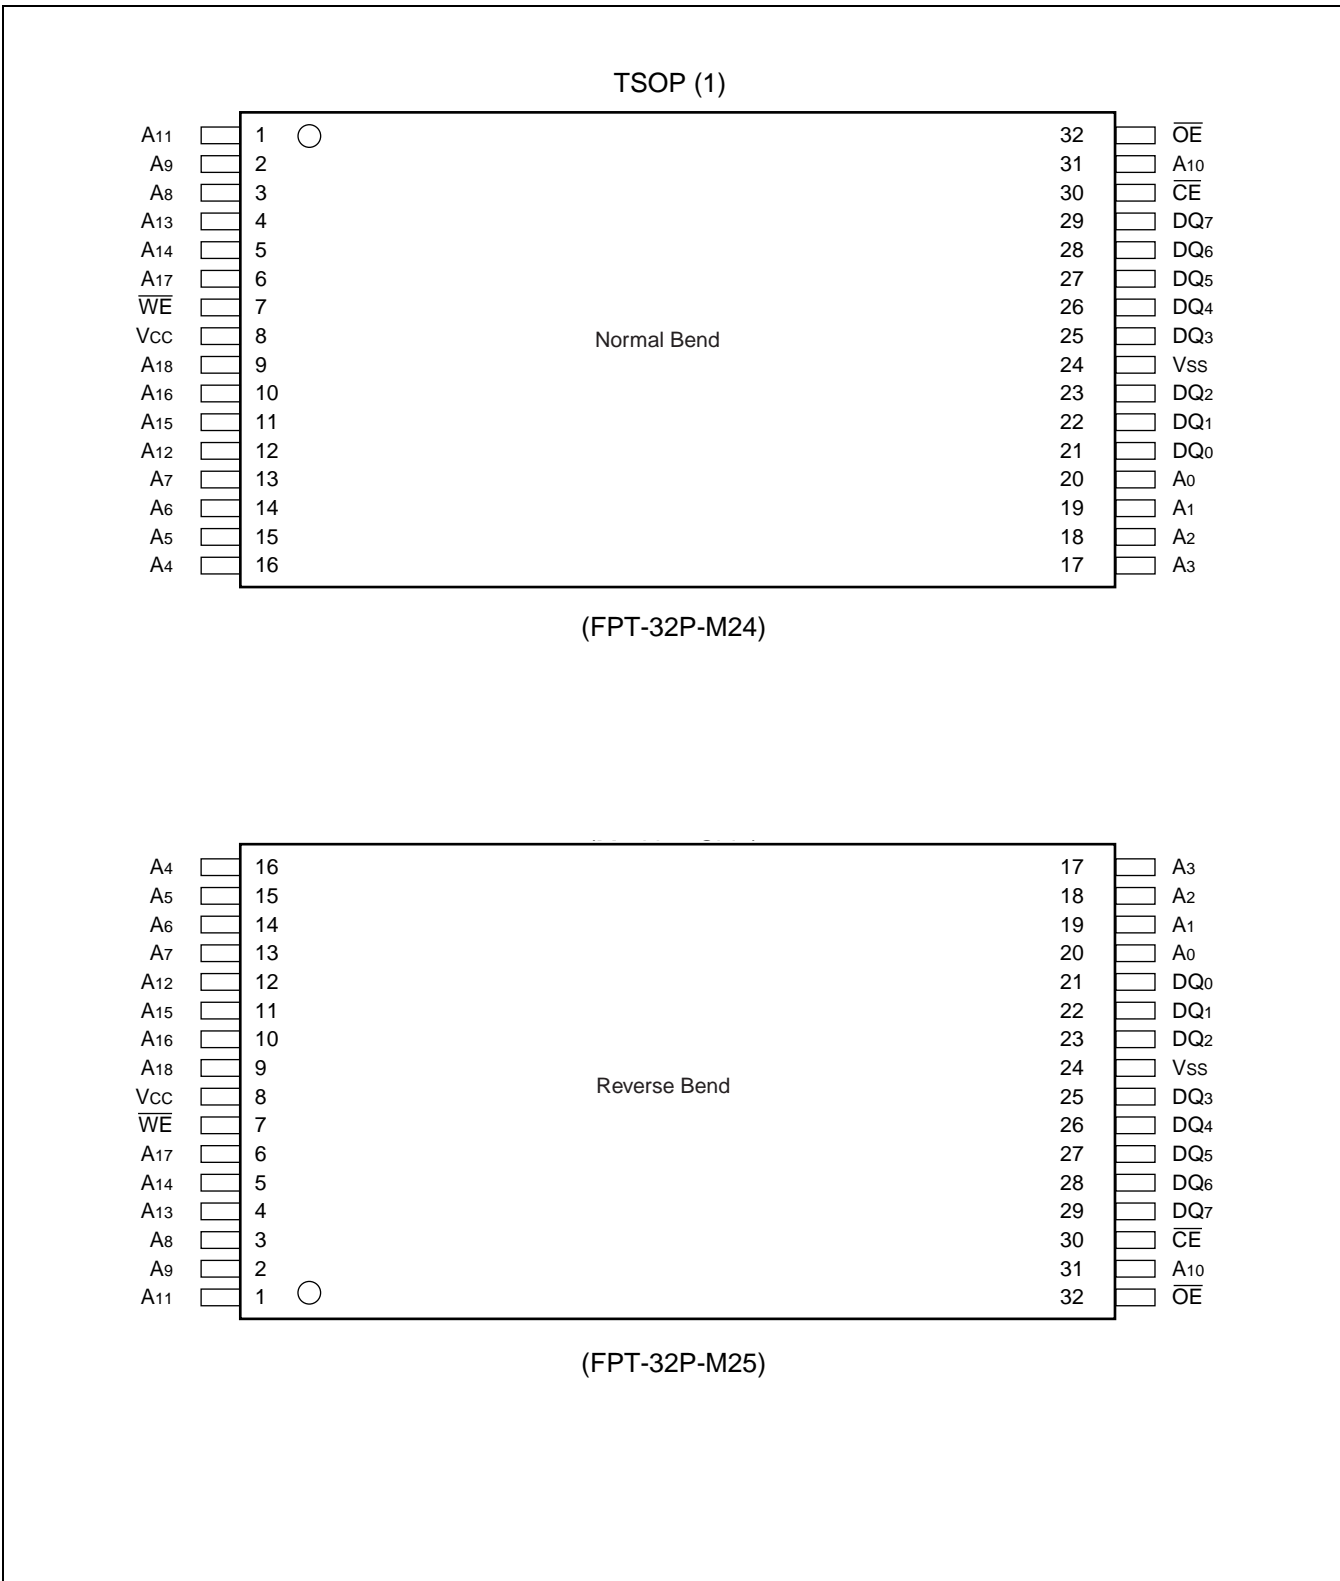 TSOP (1)
A11 1 32 OE
A9 2 31 A10
A8 3 30 CE
A13 4 29 DQ7
A14 5 28 DQ6
A17 6 27 DQ5
WE 7 26 DQ4
VCC 8 25 DQ3
Normal Bend
A18 9 24 VSS
A16 10 23 DQ2
A15 11 22 DQ1
A12 12 21 DQ0
A7 13 20 A0
A6 14 19 A1
A5 15 18 A2
A4 16 17 A3
(FPT-32P-M24)
A4 16 17 A3
A5 15 18 A2
A6 14 19 A1
A7 13 20 A0
A12 12 21 DQ0
A15 11 22 DQ1
A16 10 23 DQ2
A18 9 24 VSS
Reverse Bend
VCC 8 25 DQ3
WE 7 26 DQ4
A17 6 27 DQ5
A14 5 28 DQ6
A13 4 29 DQ7
A8 3 30 CE
A9 2 31 A10
A11 1 32 OE
(FPT-32P-M25)